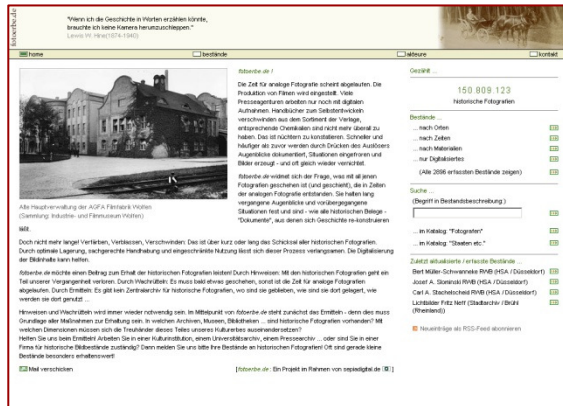 fotoerbe.de
"Wenn ich die Geschichte in Worten erzählen könnte,
brauchte ich keine Kamera herumzuschleppen."
Lewis W. Hine(1874-1940)
home
bestände
akteure
kontakt
fotoerbe.de !
Die Zeit für analoge Fotografie scheint abgelaufen. Die
Produktion von Filmen wird eingestellt. Viele
Presseagenturen arbeiten nur noch mit digitalen
Aufnahmen. Handbücher zum Selbstentwickeln
verschwinden aus dem Sortiment der Verlage,
entsprechende Chemikalien sind nicht mehr überall zu
haben. Das ist nüchtern zu konstatieren. Schneller und
häufiger als zuvor werden durch Drücken des Auslösers
Augenblicke dokumentiert, Situationen eingefroren und
Bilder erzeugt - und oft gleich wieder vernichtet.
fotoerbe.de widmet sich der Frage, was mit all jenen
Fotografien geschehen ist (und geschieht), die in Zeiten
der analogen Fotografie entstanden. Sie halten lang
vergangene Augenblicke und vorübergegangene
Situationen fest und sind - wie alle historischen Belege -
"Dokumente", aus denen sich Geschichte re-konstruieren
Alte Hauptverwaltung der AGFA Filmfabrik Wolfen
(Sammlung: Industrie- und Filmmuseum Wolfen)
läßt.
Doch nicht mehr lange! Verfärben, Verblassen, Verschwinden: Das ist über kurz oder lang das Schicksal aller historischen Fotografien.
Durch optimale Lagerung, sachgerechte Handhabung und eingeschränkte Nutzung lässt sich dieser Prozess verlangsamen. Die Digitalisierung
der Bildinhalte kann helfen.
fotoerbe.de möchte einen Beitrag zum Erhalt der historischen Fotografien leisten! Durch Hinweisen: Mit den historischen Fotografien geht ein
Teil unserer Vergangenheit verloren. Durch Wachrütteln: Es muss bald etwas geschehen, sonst ist die Zeit für analoge Fotografie
abgelaufen. Durch Ermitteln: Es gibt kein Zentralarchiv für historische Fotografien, wo sind sie geblieben, wie sind sie dort gelagert, wie
werden sie dort genutzt ...
Hinweisen und Wachrütteln wird immer wieder notwendig sein. Im Mittelpunkt von fotoerbe.de steht zunächst das Ermitteln - denn dies muss
Grundlage aller Maßnahmen zur Erhaltung sein. In welchen Archiven, Museen, Bibliotheken ... sind historische Fotografien vorhanden? Mit
welchen Dimensionen müssen sich die Treuhänder dieses Teiles unseres Kulturerbes auseinandersetzen?
Helfen Sie uns beim Ermitteln! Arbeiten Sie in einer Kulturinstitution, einem Universitätsarchiv, einem Pressearchiv ... oder sind Sie in einer
Firma für historische Bildbestände zuständig? Dann melden Sie uns bitte Ihre Bestände an historischen Fotografien! Oft sind gerade kleine
Bestände besonders erhaltenswert!
Mail verschicken
[fotoerbe.de : Ein Projekt im Rahmen von sepiadigital.de ]
Gezählt ...
150.809.123
historische Fotografien
Bestände ...
... nach Orten
... nach Zeiten
... nach Materialien
... nur Digitalisiertes
(Alle 2896 erfassten Bestände zeigen)
Suche ...
(Begriff in Bestandsbeschreibung:)
... im Katalog: "Fotografen"
... im Katalog: "Staaten etc."
Zuletzt aktualisierte / erfasste Bestände ...
Bert Müller-Schwanneke RWB (HSA / Düsseldorf)
Josef A. Slominski RWB (HSA / Düsseldorf)
Carl A. Stachelscheid RWB (HSA / Düsseldorf)
Lichtbilder Fritz Neff (Stadtarchiv / Brühl
(Rheinland))
Neueinträge als RSS-Feed abonnieren